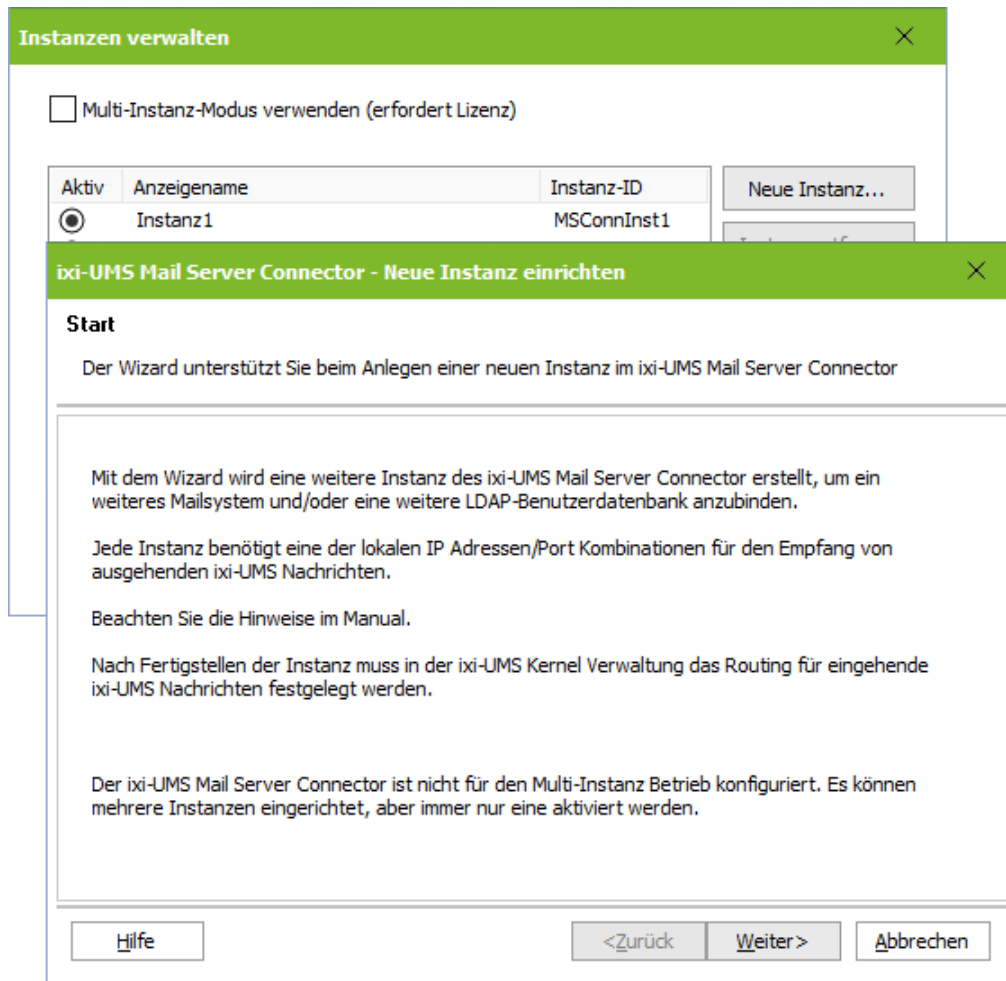 Instanzen verwalten
Multi-Instanz-Modus verwenden (erfordert Lizenz)
Aktiv Anzeigename Instanz-ID
Neue Instanz...
Instanz1 MSConnInst1
ixi-UMS Mail Server Connector - Neue Instanz einrichten
Start
Der Wizard unterstützt Sie beim Anlegen einer neuen Instanz im ixi-UMS Mail Server Connector
Mit dem Wizard wird eine weitere Instanz des ixi-UMS Mail Server Connector erstellt, um ein
weiteres Mailsystem und/oder eine weitere LDAP-Benutzerdatenbank anzubinden.
Jede Instanz benötigt eine der lokalen IP Adressen/Port Kombinationen für den Empfang von
ausgehenden ixi-UMS Nachrichten.
Beachten Sie die Hinweise im Manual.
Nach Fertigstellen der Instanz muss in der ixi-UMS Kernel Verwaltung das Routing für eingehende
ixi-UMS Nachrichten festgelegt werden.
Der ixi-UMS Mail Server Connector ist nicht für den Multi-Instanz Betrieb konfiguriert. Es können
mehrere Instanzen eingerichtet, aber immer nur eine aktiviert werden.
Hilfe <Zurück Weiter> Abbrechen